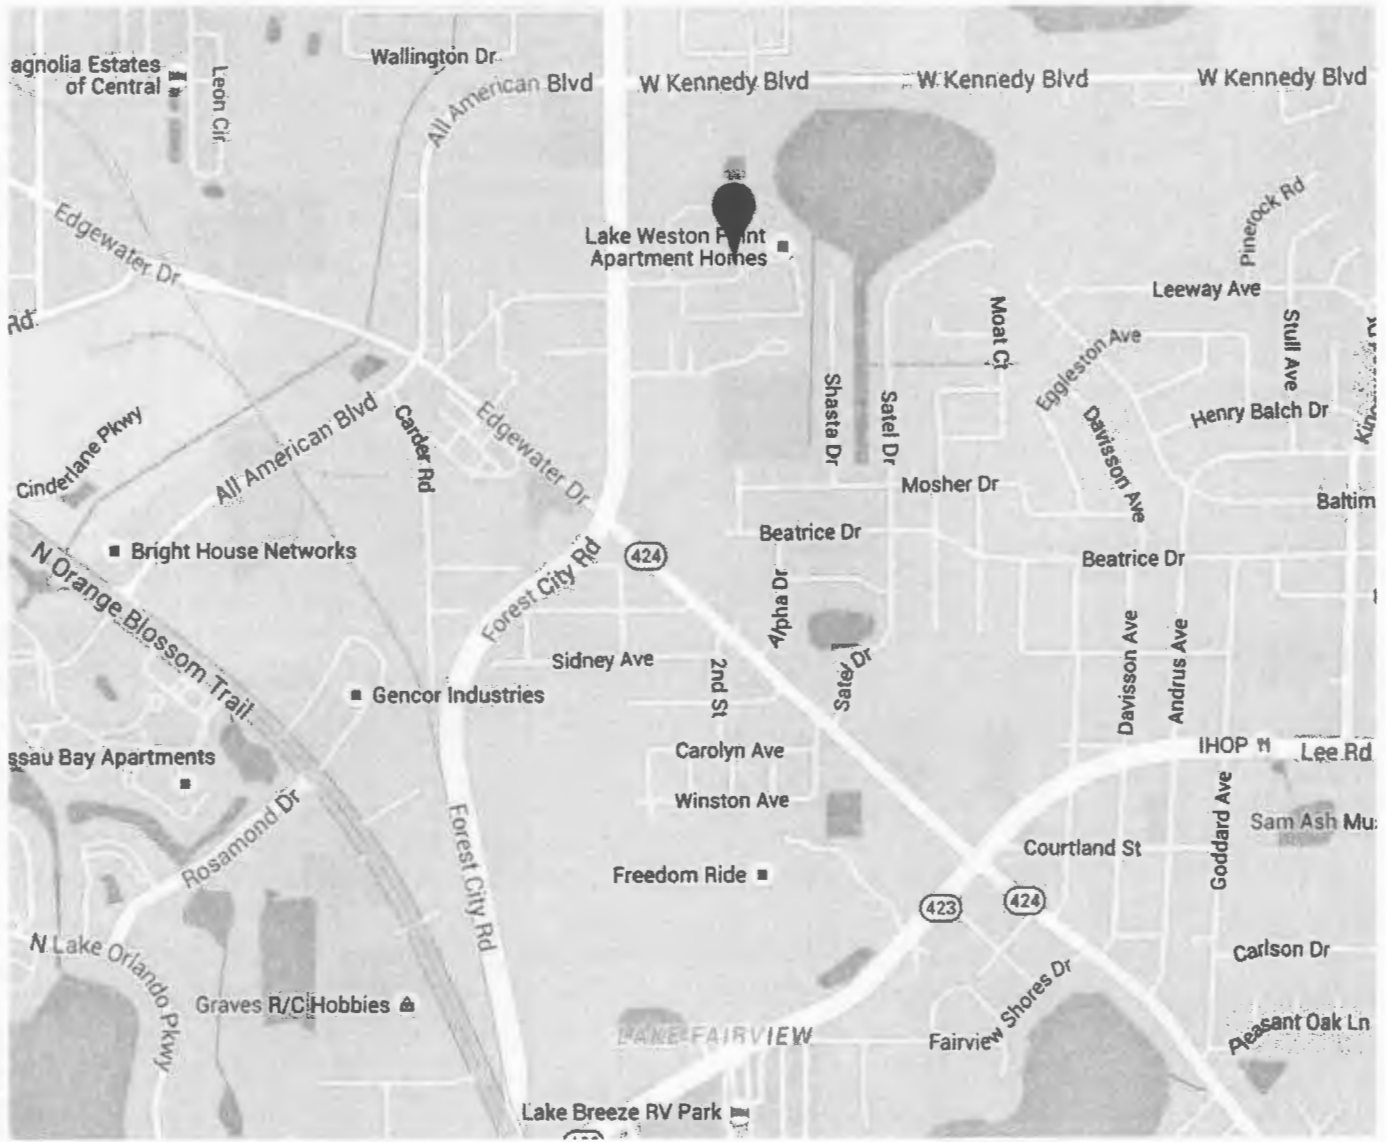 Wallington Dr
agnolia Estates
of Central
Leon Cir
All American Blvd
W Kennedy Blvd
W Kennedy Blvd
W Kennedy Blvd
Pinerock Rd
Edgewater Dr
Lake Weston Point
Apartment Homes
Leeway Ave
Rd
Moat Ct
Stull Ave
Eggleston Ave
Shasta Dr
Satel Dr
Henry Balch Dr
Cinderlane Pkwy
All American Blvd
Carder Rd
Edgewater Dr
Davisson Ave
Mosher Dr
Baltim
Beatrice Dr
Beatrice Dr
Bright House Networks
Forest City Rd
424
N Orange Blossom Trail
Alpha Dr
Sidney Ave
2nd St
Satel Dr
Davisson Ave
Andrus Ave
Gencor Industries
ssau Bay Apartments
Carolyn Ave
IHOP
Lee Rd
Winston Ave
Goddard Ave
Sam Ash Mu
Rosamond Dr
Forest City Rd
Courtland St
Freedom Ride
423
424
N Lake Orlando Pkwy
Carlson Dr
Graves R/C Hobbies
Fairview Shores Dr
Pleasant Oak Ln
LAKE FAIRVIEW
Lake Breeze RV Park